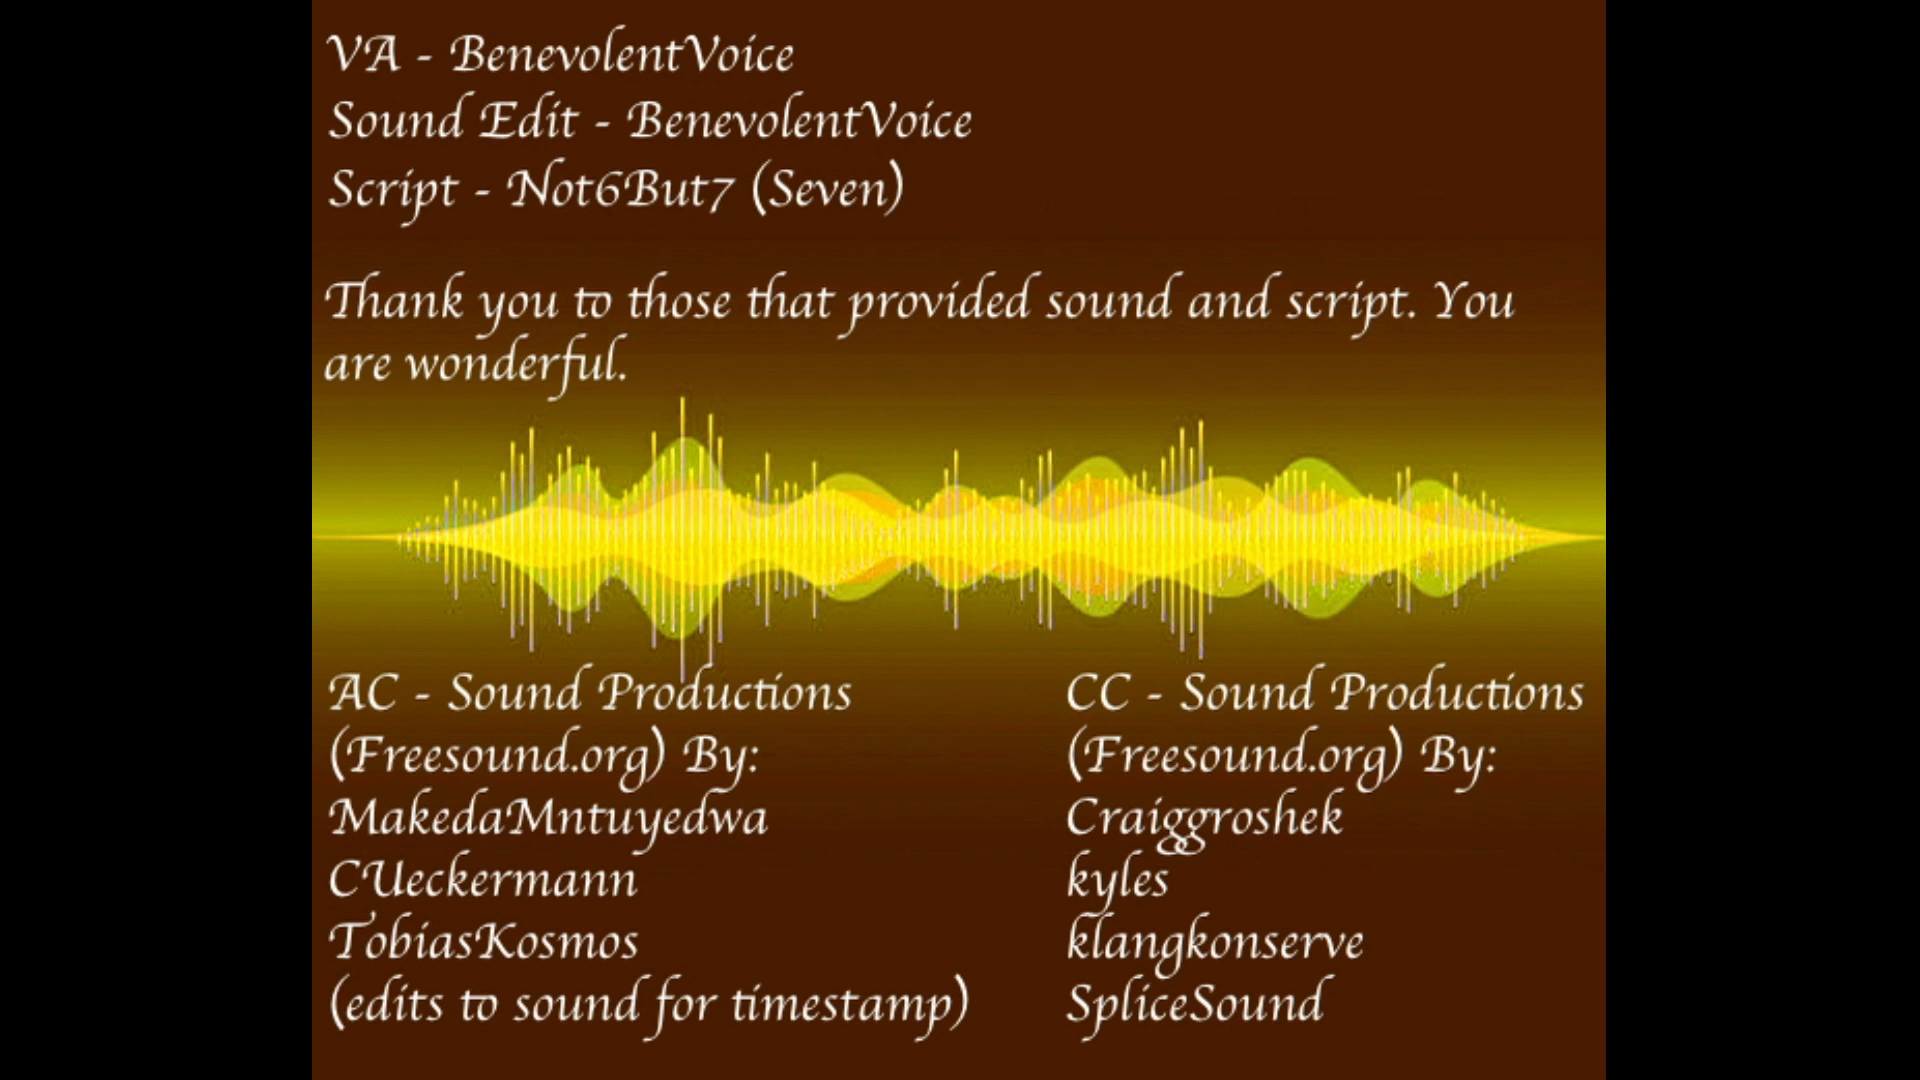 VA - BenevolentVoice
Sound Edit - BenevolentVoice
Script - Not6But7 (Seven)
Thank you to those that provided sound and script. You
are wonderful.
AC - Sound Productions
(Freesound.org) By:
MakedaMntuyedwa
CUeckermann
TobiasKosmos
(edits to sound for timestamp)
CC - Sound Productions
(Freesound.org) By:
Craiggroshek
kyles
klangkonserve
SpliceSound